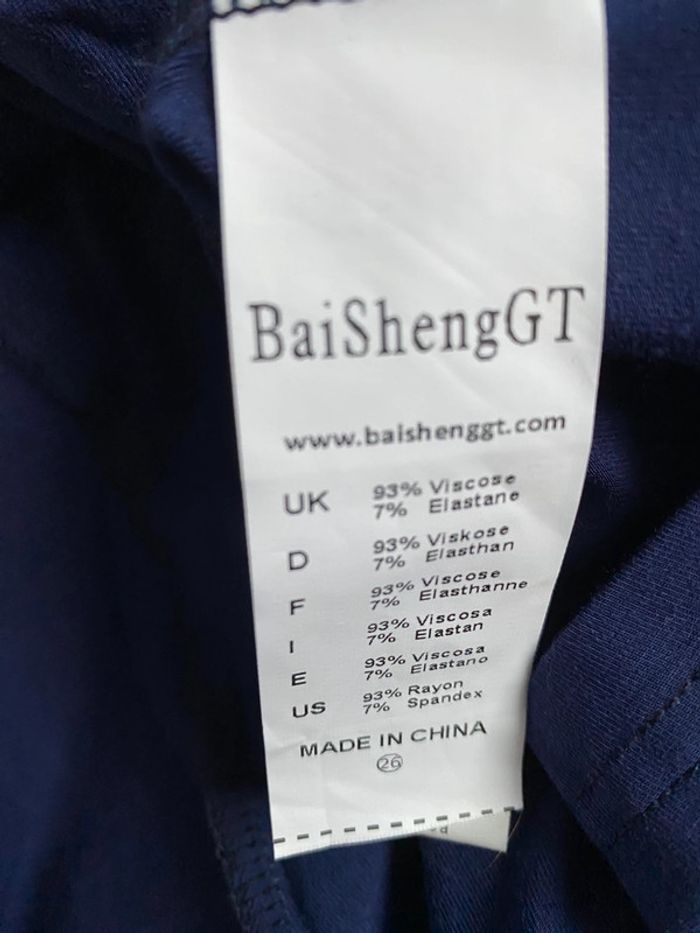 BaiShengGT
www.baishenggt.com
UK 93% Viscose
7% Elastane
D 93% Viskose
7% Elasthan
F 93% Viscose
7% Elasthanne
I 93% Viscosa
7% Elastan
E 93% Viscosa
7% Elastano
US 93% Rayon
7% Spandex
MADE IN CHINA
26